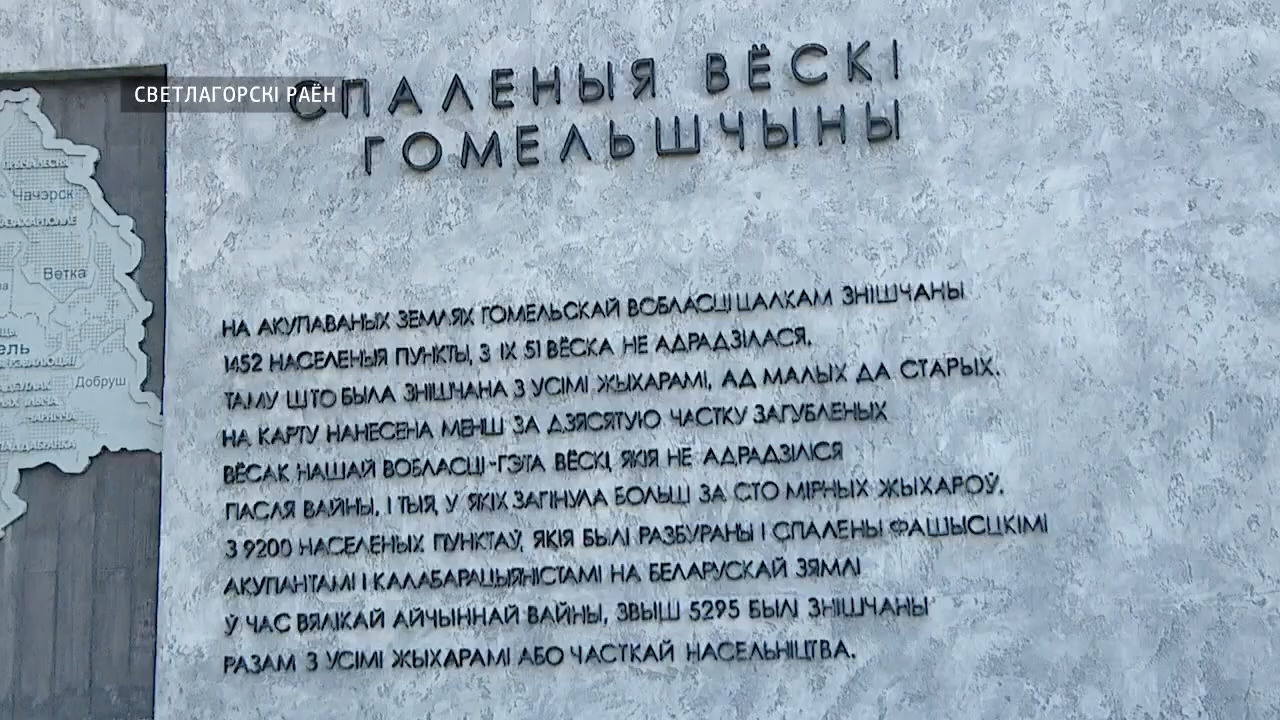 СВЕТЛАГОРСКІ РАЁН
СПАЛЕНЫЯ ВЁСКІ
ГОМЕЛЬШЧЫНЫ
НА АКУПАВАНЫХ ЗЕМЛЯХ ГОМЕЛЬСКАЙ ВОБЛАСЦІ ЦАЛКАМ ЗНІШЧАНЫ
1452 НАСЕЛЕНЫЯ ПУНКТЫ, З ІХ 51 ВЁСКА НЕ АДРАДЗІЛАСЯ,
ТАМУ ШТО БЫЛА ЗНІШЧАНА З УСІМІ ЖЫХАРАМІ, АД МАЛЫХ ДА СТАРЫХ.
НА КАРТУ НАНЕСЕНА МЕНШ ЗА ДЗЯСЯТУЮ ЧАСТКУ ЗАГУБЛЕНЫХ
ВЁСАК НАШАЙ ВОБЛАСЦІ-ГЭТА ВЁСКІ, ЯКІЯ НЕ АДРАДЗІЛІСЯ
ПАСЛЯ ВАЙНЫ, І ТЫЯ, У ЯКІХ ЗАГІНУЛА БОЛЬШ ЗА СТО МІРНЫХ ЖЫХАРОЎ.
З 9200 НАСЕЛЕНЫХ ПУНКТАЎ, ЯКІЯ БЫЛІ РАЗБУРАНЫ І СПАЛЕНЫ ФАШЫСЦКІМІ
АКУПАНТАМІ І КАЛАБАРАЦЫЯНІСТАМІ НА БЕЛАРУСКАЙ ЗЯМЛІ
Ў ЧАС ВЯЛІКАЙ АЙЧЫННАЙ ВАЙНЫ, ЗВЫШ 5295 БЫЛІ ЗНІШЧАНЫ
РАЗАМ З УСІМІ ЖЫХАРАМІ АБО ЧАСТКАЙ НАСЕЛЬНІЦТВА.
Чачэрск
Ветка
Добруш